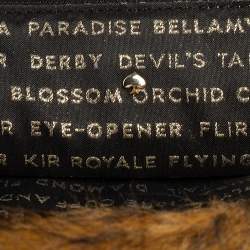 A PARADISE BELLAM
R DERBY DEVIL'S TA
BLOSSOM ORCHID C
R EYE-OPENER FLIR
R KIR ROYALE FLYING